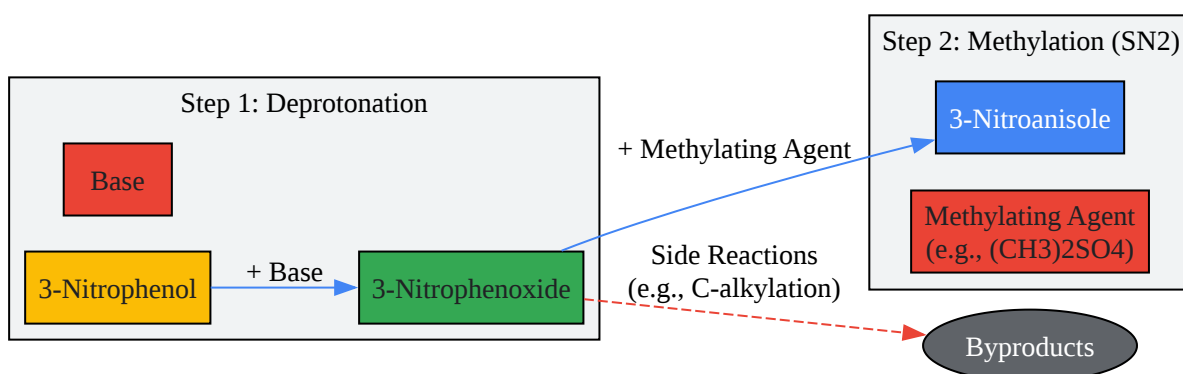 Step 1: Deprotonation
Base
3-Nitrophenol
+ Base
3-Nitrophenoxide
+ Methylating Agent
Side Reactions
(e.g., C-alkylation)
Step 2: Methylation (SN2)
3-Nitroanisole
Methylating Agent
(e.g., (CH3)2SO4)
Byproducts